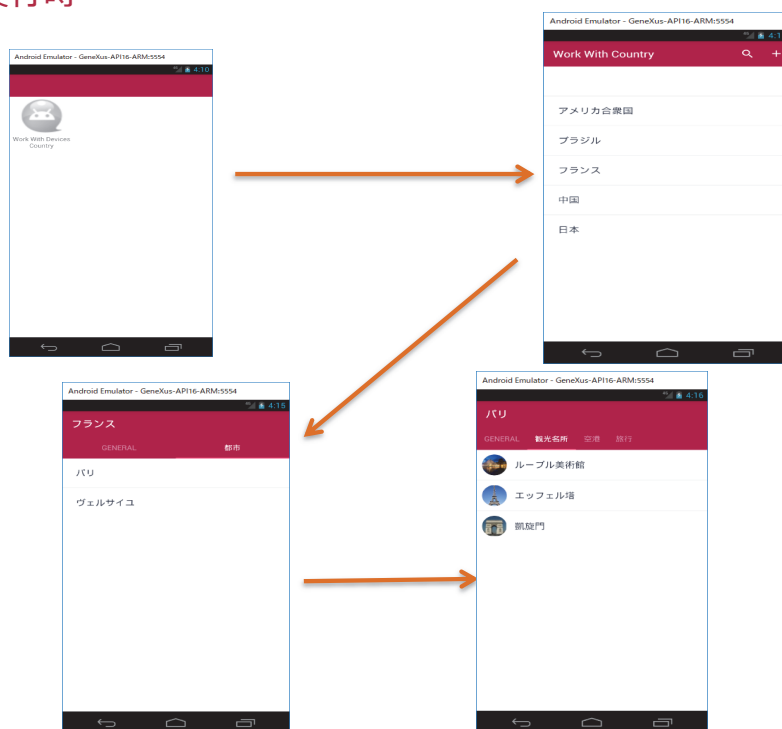 行時
Android Emulator - GeneXus-API16-ARM:5554
4:10
Work With Devices
Country
Android Emulator - GeneXus-API16-ARM:5554
Work With Country
アメリカ合衆国
ブラジル
フランス
中国
日本
Android Emulator - GeneXus-API16-ARM:5554
4:15
フランス
GENERAL 都市
パリ
ヴェルサイユ
Android Emulator - GeneXus-API16-ARM:5554
4:16
パリ
GENERAL 観光名所 空港 旅行
ルーブル美術館
エッフェル塔
凱旋門